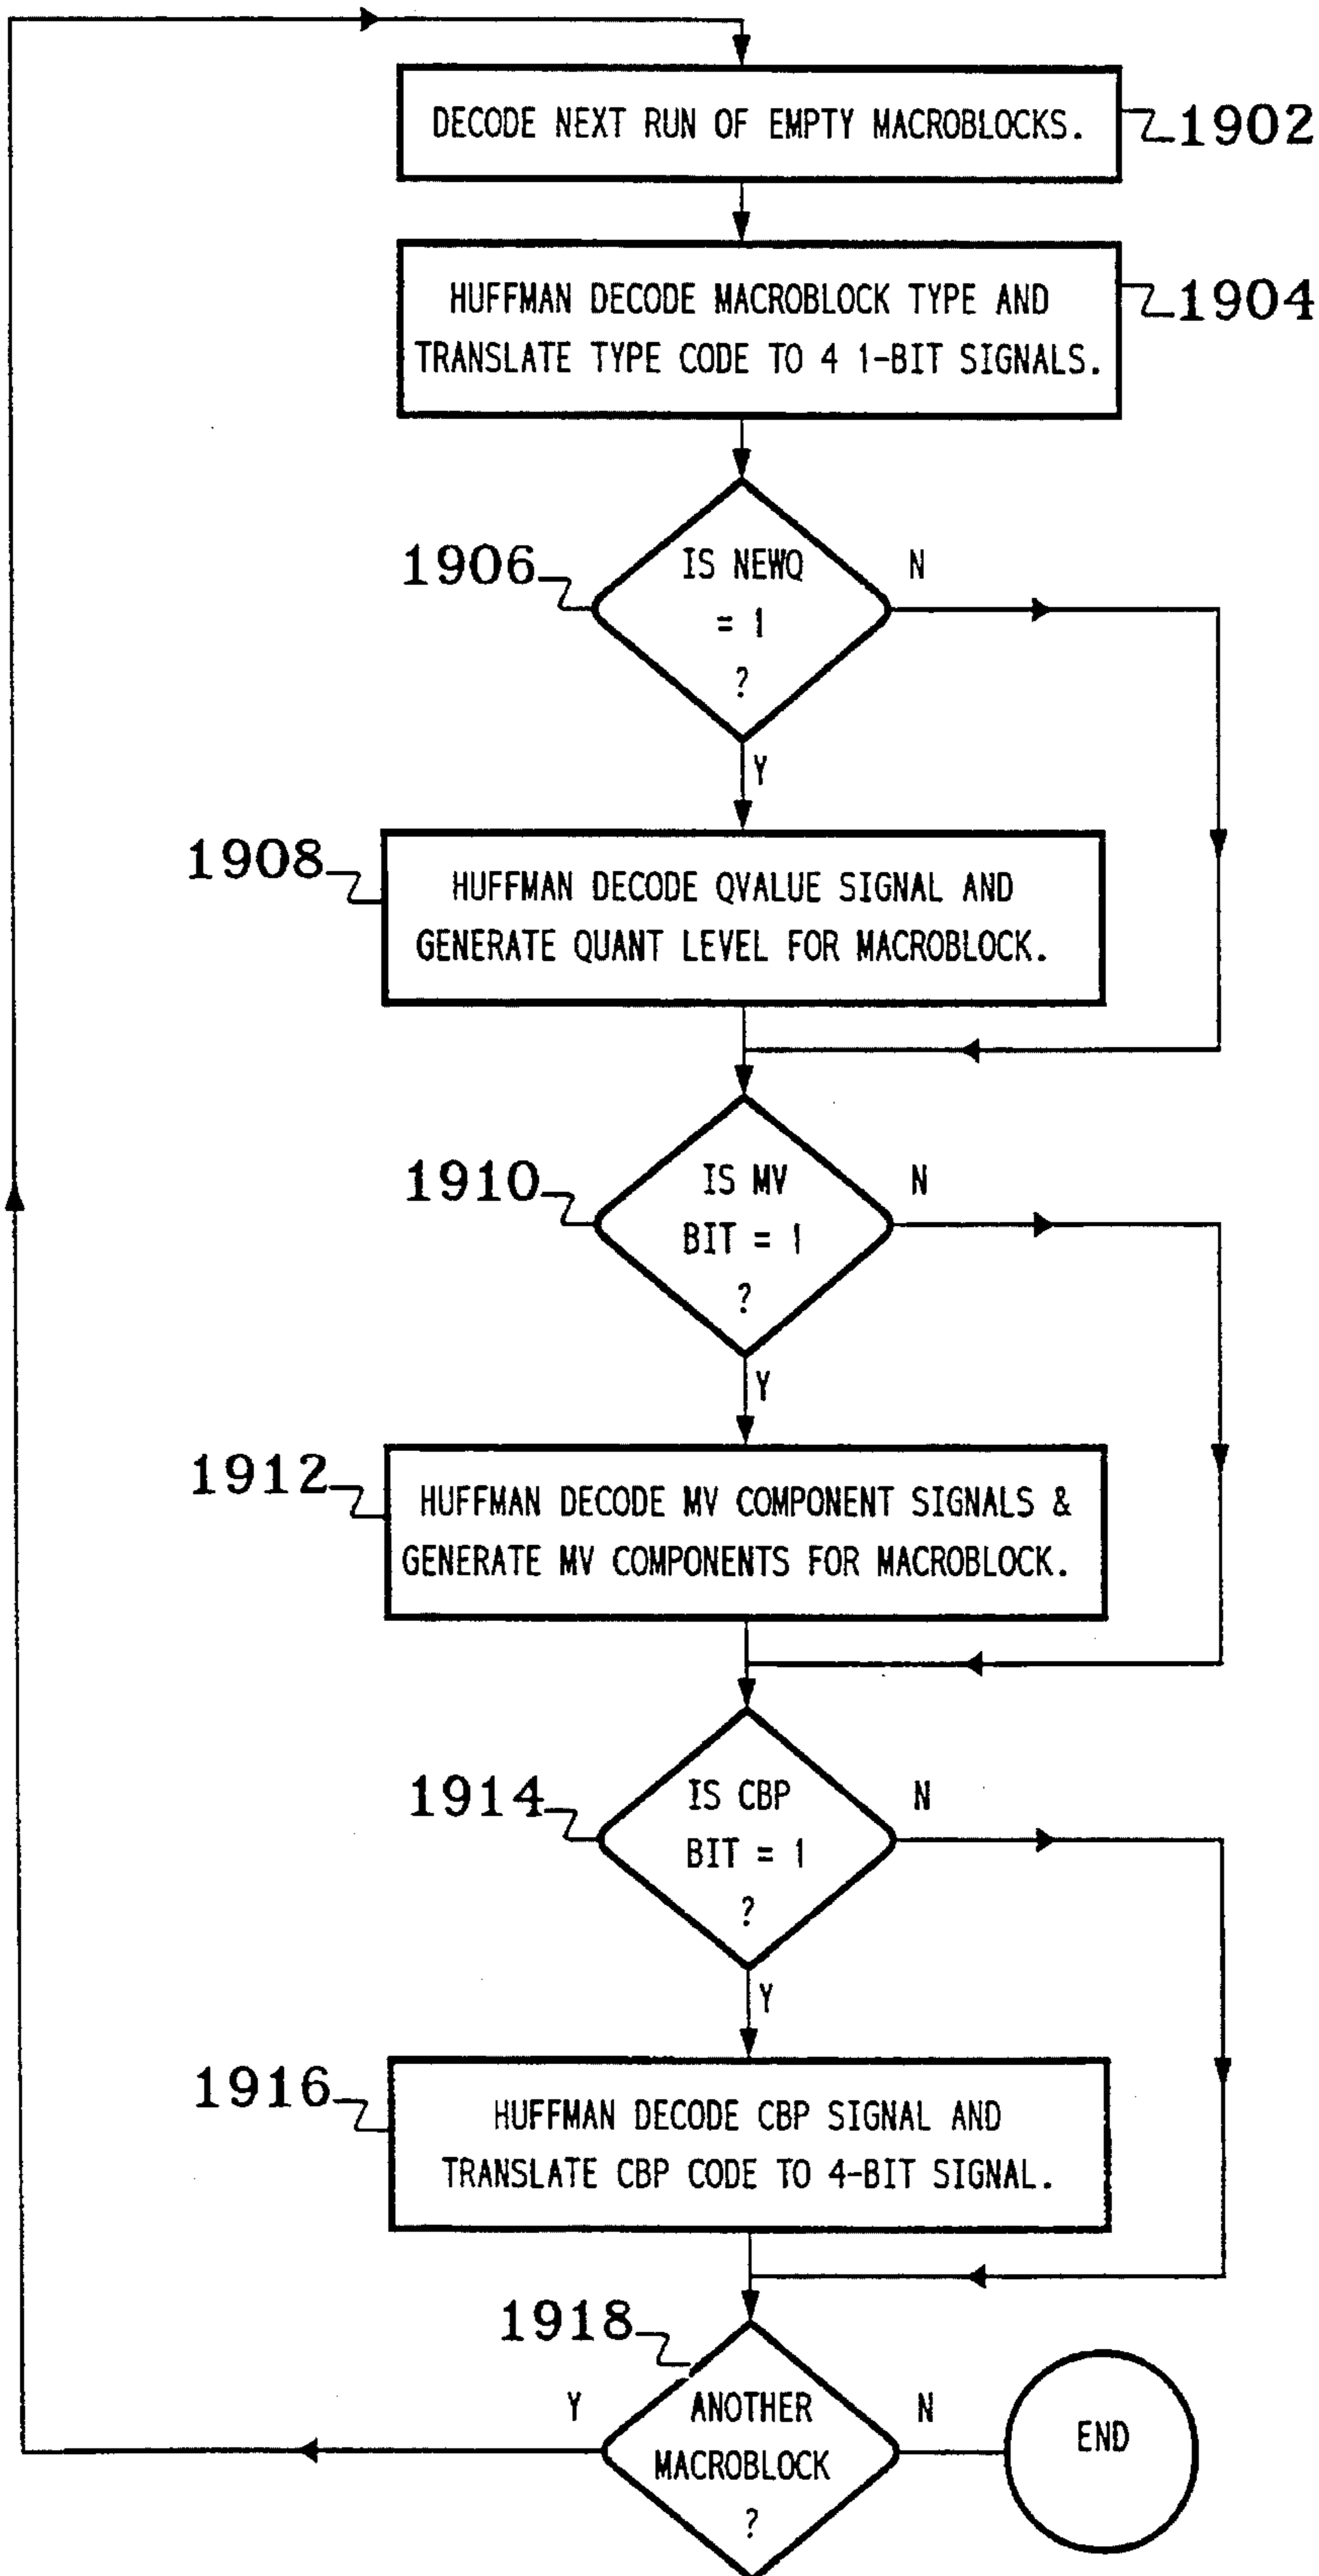 DECODE NEXT RUN OF EMPTY MACROBLOCKS.
1902
HUFFMAN DECODE MACROBLOCK TYPE AND
TRANSLATE TYPE CODE TO 4 1-BIT SIGNALS.
1904
1906
IS NEWQ
= 1
?
N
Y
1908
HUFFMAN DECODE QVALUE SIGNAL AND
GENERATE QUANT LEVEL FOR MACROBLOCK.
1910
IS MV
BIT = 1
?
N
Y
1912
HUFFMAN DECODE MV COMPONENT SIGNALS &
GENERATE MV COMPONENTS FOR MACROBLOCK.
1914
IS CBP
BIT = 1
?
N
Y
1916
HUFFMAN DECODE CBP SIGNAL AND
TRANSLATE CBP CODE TO 4-BIT SIGNAL.
1918
Y
ANOTHER
MACROBLOCK
?
N
END